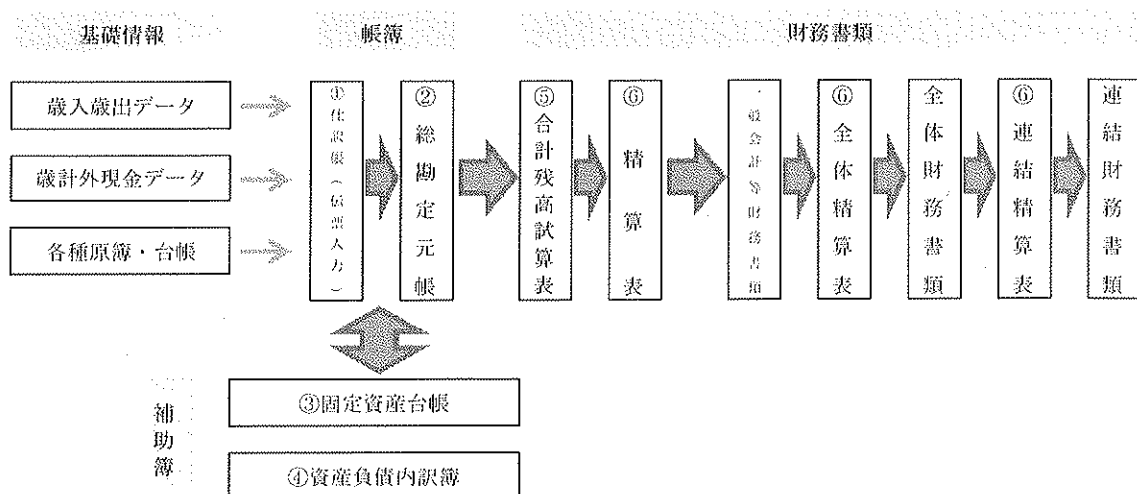 基礎情報
帳簿
財務書類
歳入歳出データ
歳計外現金データ
各種原簿・台帳
①仕訳帳(伝票入力)
②総勘定元帳
⑤合計残高試算表
⑥精算表
一般会計等財務書類
⑥全体精算表
全体財務書類
⑥連結精算表
連結財務書類
補助簿
③固定資産台帳
④資産負債内訳簿